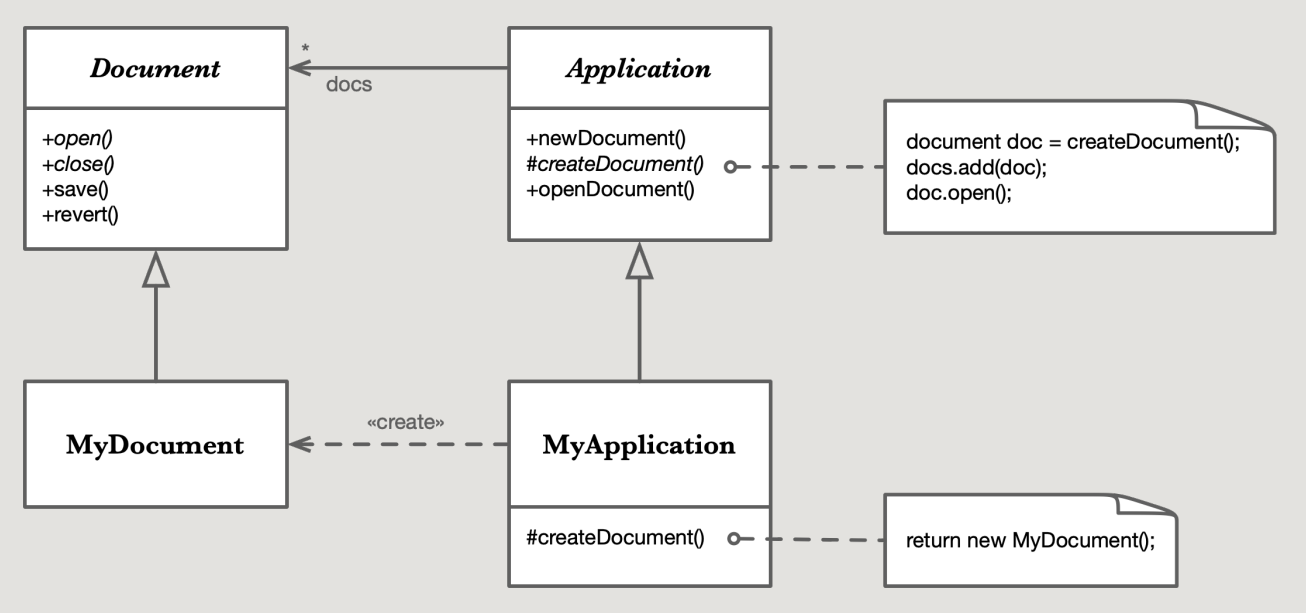 Document
+open()
+close()
+save()
+revert()
*
docs
Application
+newDocument()
#createDocument()
+openDocument()
document doc = createDocument();
docs.add(doc);
doc.open();
MyDocument
«create»
MyApplication
#createDocument()
return new MyDocument();